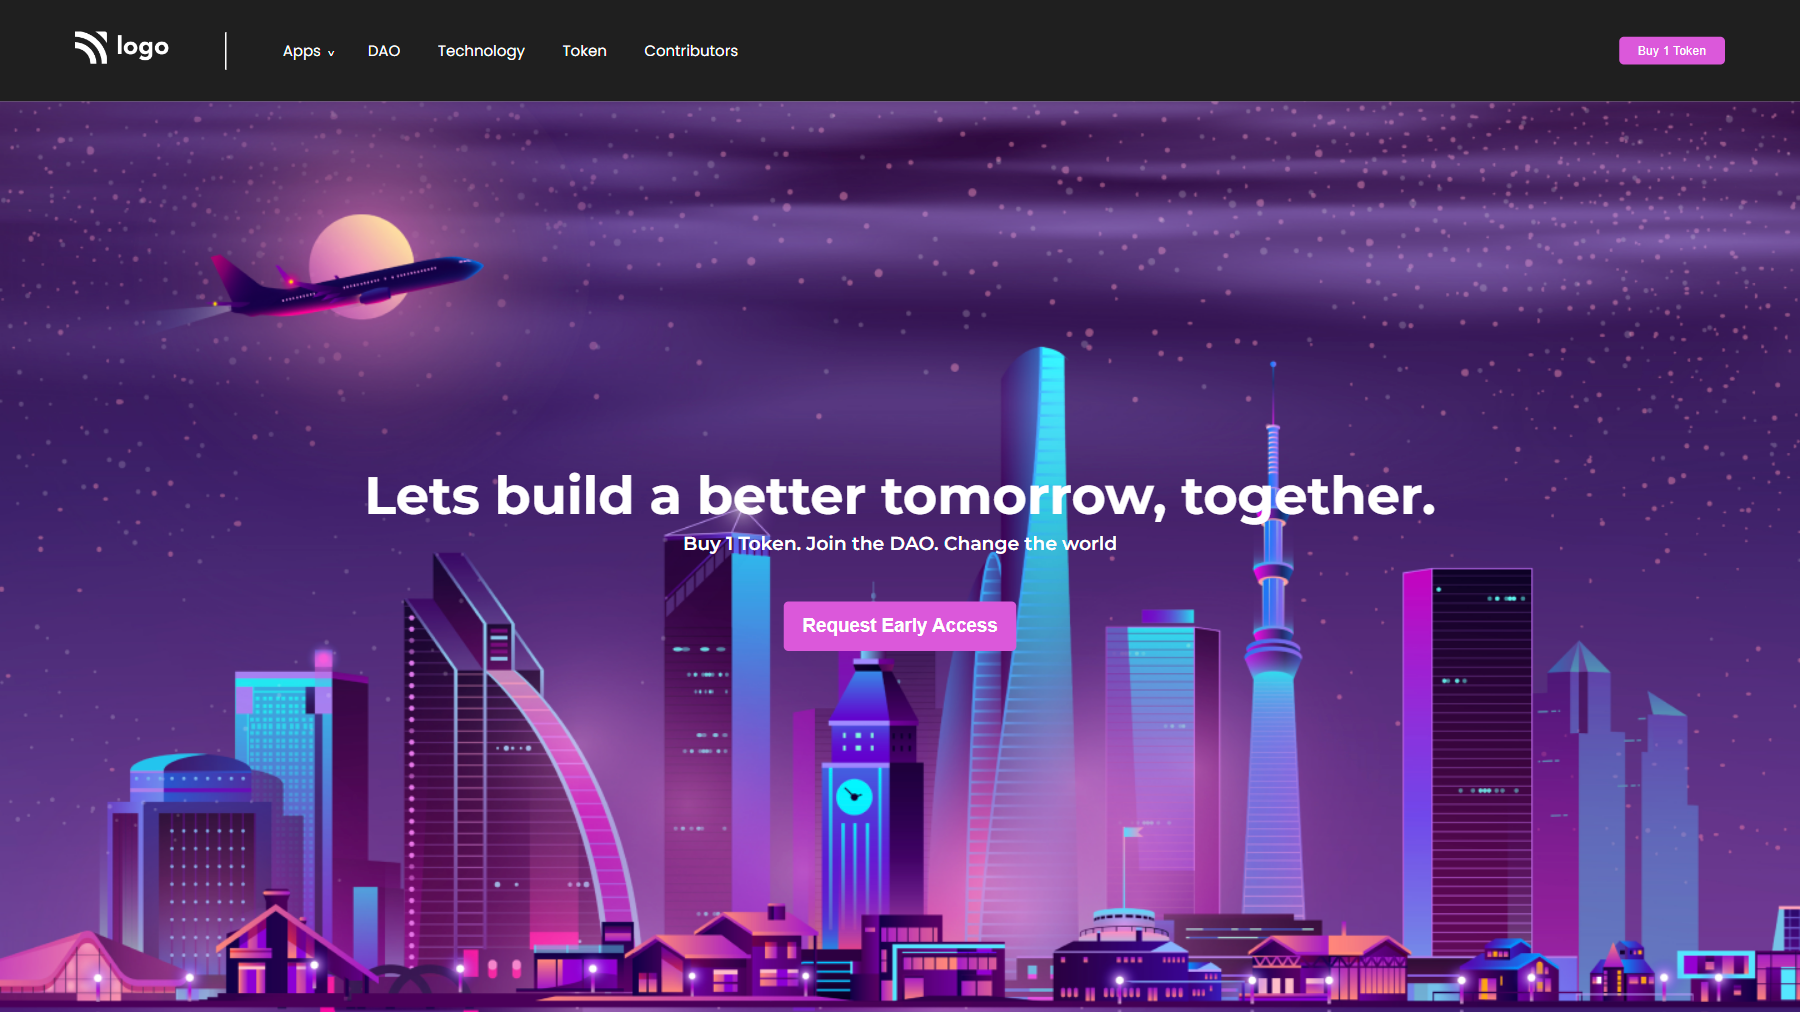 logo
Apps
DAO
Technology
Token
Contributors
Buy 1 Token
Lets build a better tomorrow, together.
Buy 1 Token. Join the DAO. Change the world
Request Early Access